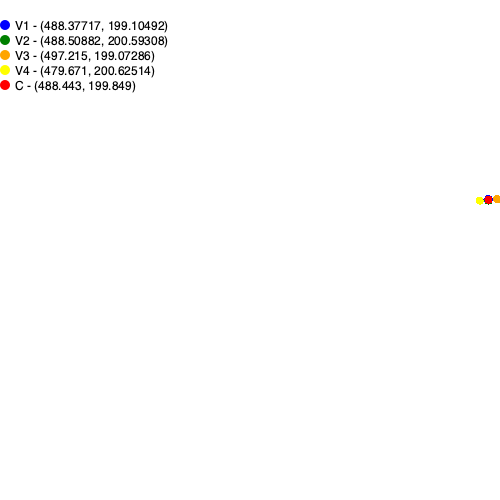 V1 - (488.37717, 199.10492)
V2 - (488.50882, 200.59308)
V3 - (497.215, 199.07286)
V4 - (479.671, 200.62514)
C - (488.443, 199.849)